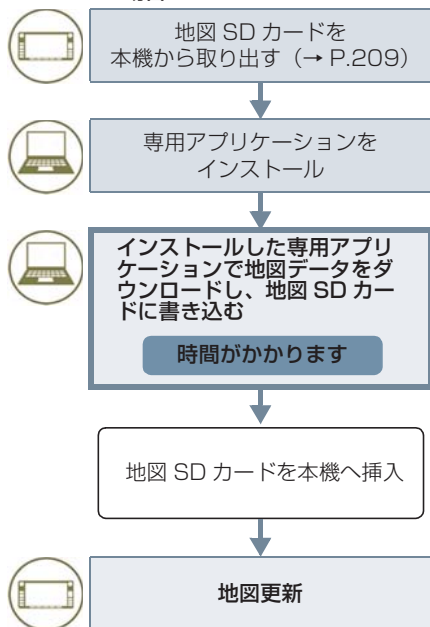 地図 SD カードを
本機から取り出す（→ P.209）
専用アプリケーションを
インストール
インストールした専用アプリ
ケーションで地図データをダ
ウンロードし、地図 SD カー
ドに書き込む
時間がかかります
地図 SD カードを本機へ挿入
地図更新